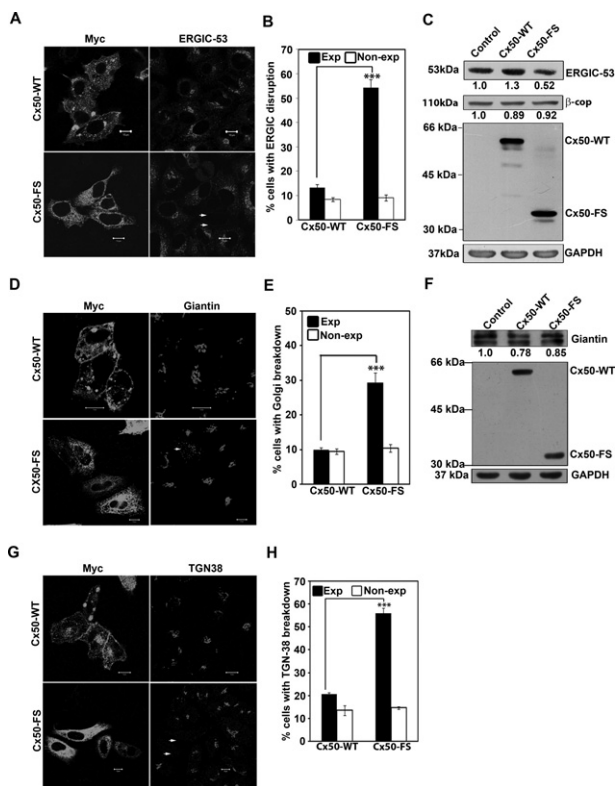 A
Myc
ERGIC-53
Cx50-WT
Cx50-FS
B
% cells with ERGIC disruption
70
60
50
40
30
20
10
0
Exp
Non-exp
***
Cx50-WT
Cx50-FS
C
Control
Cx50-WT
Cx50-FS
53kDa
ERGIC-53
1.0 1.3 0.52
110kDa
β-cop
1.0 0.89 0.92
66 kDa
Cx50-WT
45 kDa
Cx50-FS
30 kDa
37kDa
GAPDH
D
Myc
Giantin
Cx50-WT
CX50-FS
E
% cells with Golgi breakdown
50
40
30
20
10
0
Exp
Non-exp
***
Cx50-WT
Cx50-FS
F
Control
Cx50-WT
Cx50-FS
Giantin
1.0 0.78 0.85
66 kDa
Cx50-WT
45 kDa
Cx50-FS
30 kDa
37 kDa
GAPDH
G
Myc
TGN38
Cx50-WT
Cx50-FS
H
% cells with TGN-38 breakdown
70
60
50
40
30
20
10
0
Exp
Non-exp
***
Cx50-WT
Cx50-FS